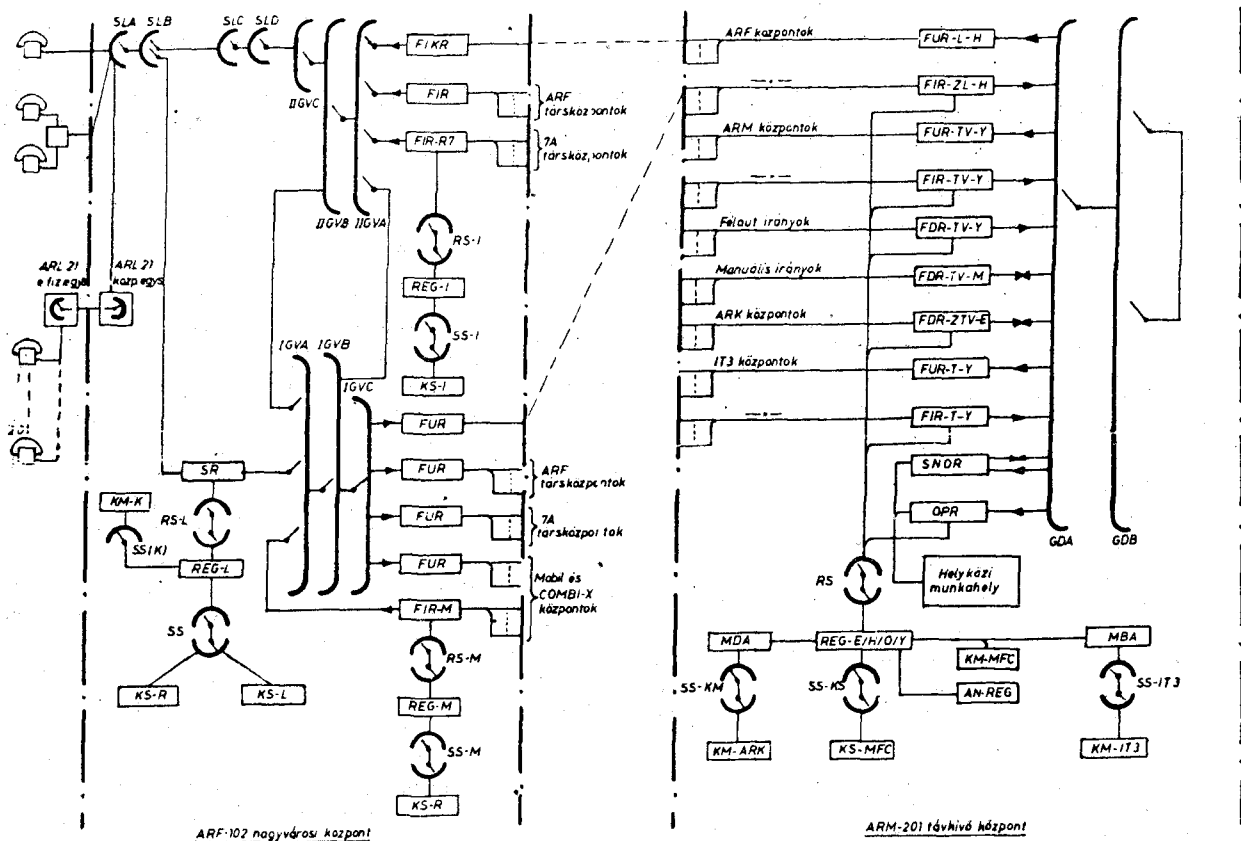 SLA
SLB
SLC
SLD
IIGVC
IIGVB
IIGVA
FIKR
FIR
ARF
társközpontok
FIR-R7
7A
társközpontok
RS-I
REG-I
SS-I
KS-I
ARL 21
ARL 21
IGVA
IGVB
IGVC
FUR
FUR
ARF
társközpontok
FUR
7A
FUR
Mobil és
COMBI-X
központok
FIR-M
RS-M
REG-M
SS-M
KS-R
SR
KM-K
RS-L
SS(K)
REG-L
SS
KS-R
KS-L
ARF-102 nagyvárosi központ
ARF központok
FUR-L-H
FIR-ZL-H
ARM központok
FUR-TV-Y
FIR-TV-Y
Félaut irányok
FDR-TV-Y
Manuális irányok
FDR-TV-M
ARK központok
FDR-ZTV-E
IT3 központok
FUR-T-Y
FIR-T-Y
SNOR
OPR
GDA
GDB
RS
Helyközi
munkahely
MDA
REG-E/H/O/Y
MBA
KM-MFC
SS-KM
SS-KS
AN-REG
SS-IT3
KM-ARK
KS-MFC
KM-IT3
ARM-201 távhívó központ